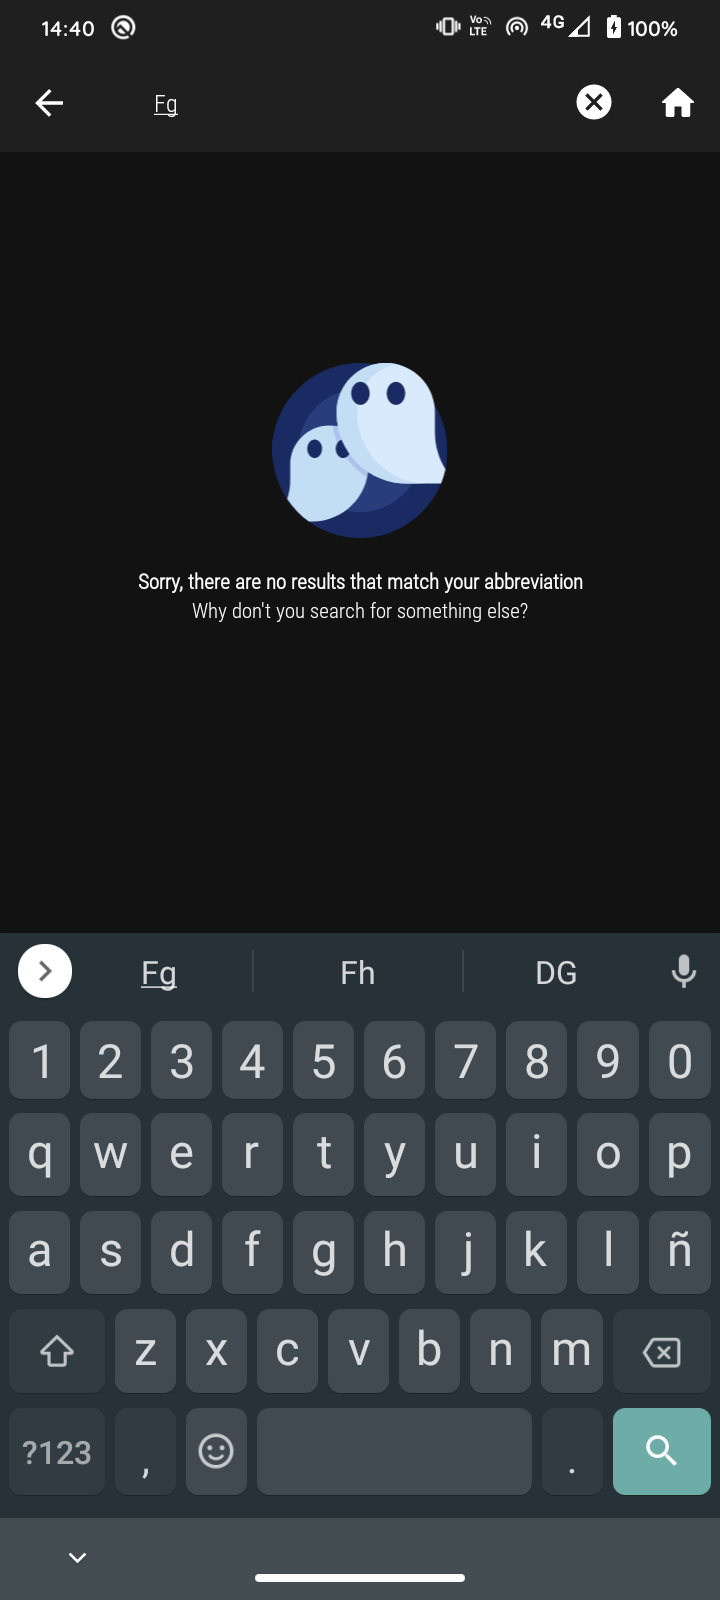 14:40 Vo LTE 4G 100%
Fg
Sorry, there are no results that match your abbreviation
Why don't you search for something else?
Fg Fh DG
1 2 3 4 5 6 7 8 9 0
q w e r t y u i o p
a s d f g h j k l ñ
z x c v b n m
?123 , .